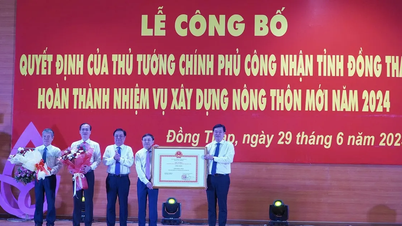 LỄ CÔNG BỐ
QUYẾT ĐỊNH CỦA THỦ TƯỚNG CHÍNH PHỦ CÔNG NHẬN TỈNH ĐỒNG THÁ
HOÀN THÀNH NHIỆM VỤ XÂY DỰNG NÔNG THÔN MỚI NĂM 2024
Đồng Tháp, ngày 29 tháng 6 năm 202